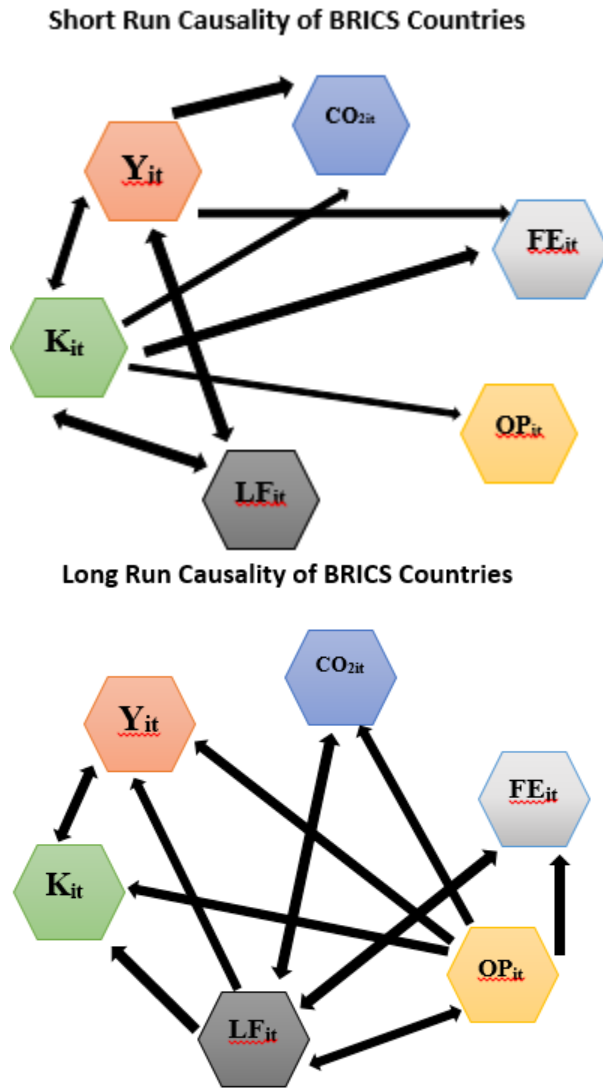 Short Run Causality of BRICS Countries
CO2it
Yit
FEit
Kit
OPit
LFit
Long Run Causality of BRICS Countries
CO2it
Yit
FEit
Kit
OPit
LFit